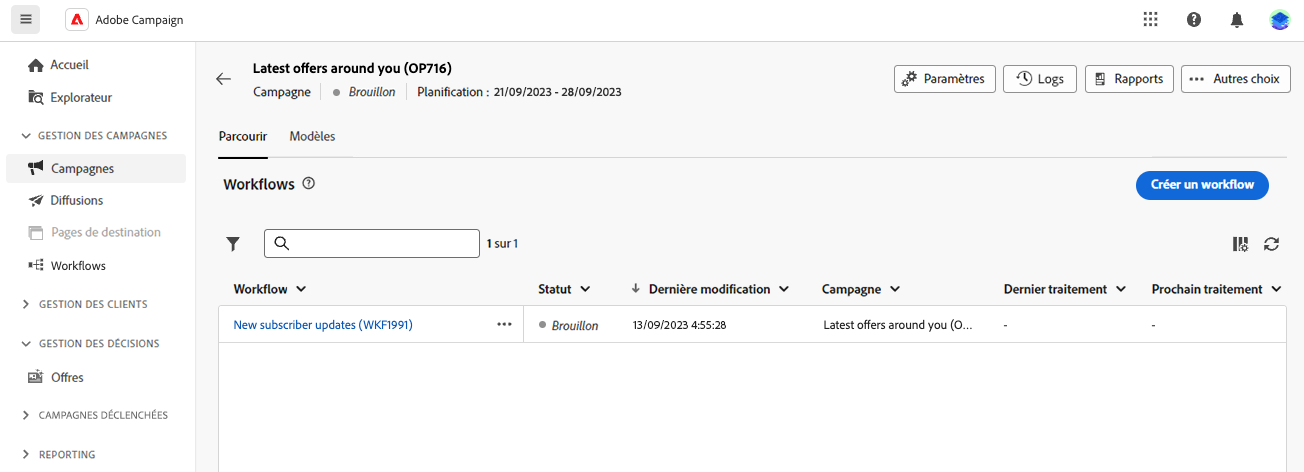 Adobe Campaign
Accueil
Explorateur
GESTION DES CAMPAGNES
Campagnes
Diffusions
Pages de destination
Workflows
GESTION DES CLIENTS
GESTION DES DÉCISIONS
Offres
CAMPAGNES DÉCLENCHÉES
REPORTING
Latest offers around you (OP716)
Campagne Brouillon Planification : 21/09/2023 - 28/09/2023
Paramètres Logs Rapports Autres choix
Parcourir Modèles
Workflows
Créer un workflow
1 sur 1
Workflow Statut Dernière modification Campagne Dernier traitement Prochain traitement
New subscriber updates (WKF1991) ... Brouillon 13/09/2023 4:55:28 Latest offers around you (O... - -